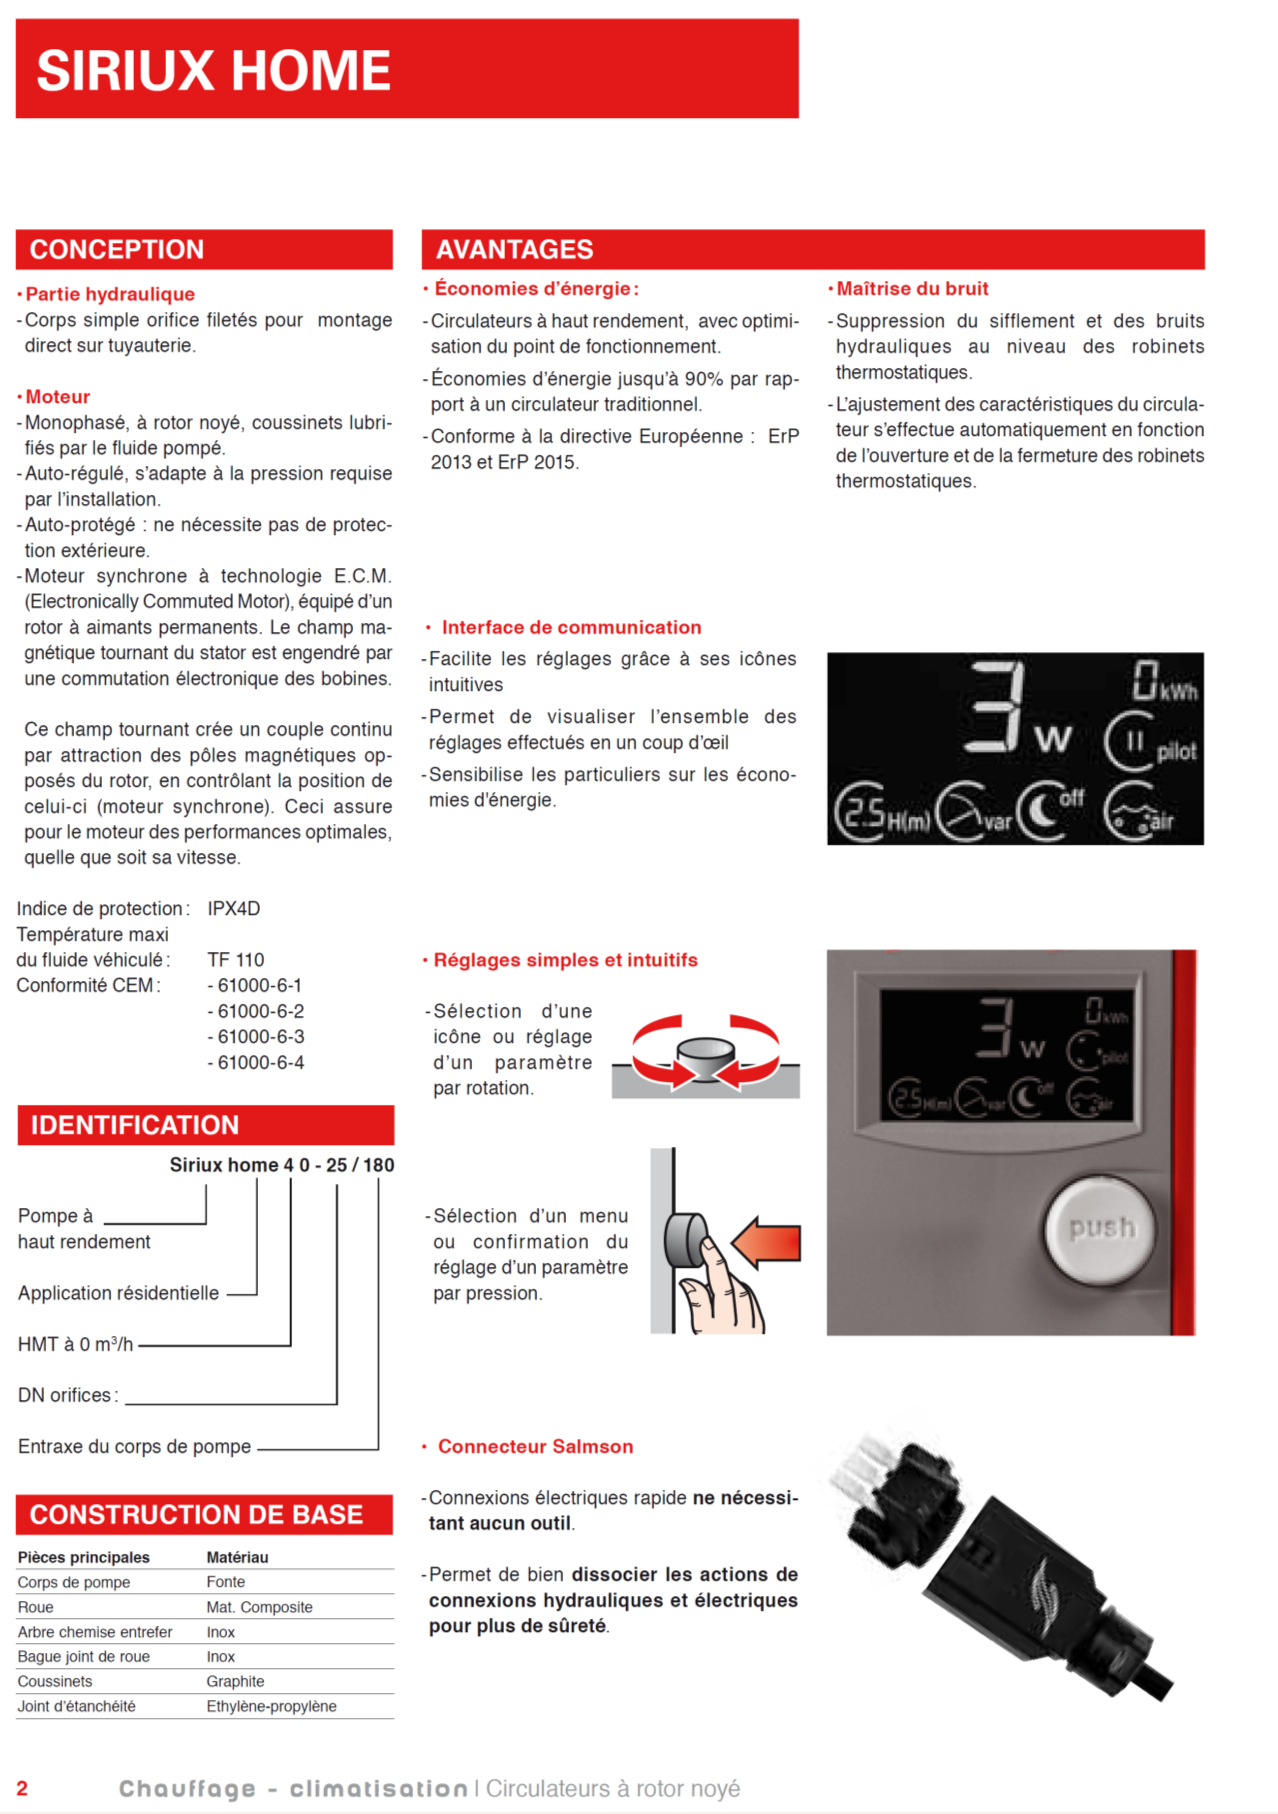 SIRIUX HOME
CONCEPTION
• Partie hydraulique
- Corps simple orifice filetés pour montage
direct sur tuyauterie.
• Moteur
- Monophasé, à rotor noyé, coussinets lubri-
fiés par le fluide pompé.
- Auto-régulé, s'adapte à la pression requise
par l'installation.
- Auto-protégé : ne nécessite pas de protec-
tion extérieure.
- Moteur synchrone à technologie E.C.M.
(Electronically Commuted Motor), équipé d'un
rotor à aimants permanents. Le champ ma-
gnétique tournant du stator est engendré par
une commutation électronique des bobines.
Ce champ tournant crée un couple continu
par attraction des pôles magnétiques op-
posés du rotor, en contrôlant la position de
celui-ci (moteur synchrone). Ceci assure
pour le moteur des performances optimales,
quelle que soit sa vitesse.
Indice de protection : IPX4D
Température maxi
du fluide véhiculé : TF 110
Conformité CEM : - 61000-6-1
- 61000-6-2
- 61000-6-3
- 61000-6-4
IDENTIFICATION
Siriux home 4 0 - 25 / 180
Pompe à
haut rendement
Application résidentielle
HMT à 0 m³/h
DN orifices :
Entraxe du corps de pompe
CONSTRUCTION DE BASE
Pièces principales Matériau
Corps de pompe Fonte
Roue Mat. Composite
Arbre chemise entrefer Inox
Bague joint de roue Inox
Coussinets Graphite
Joint d'étanchéité Ethylène-propylène
AVANTAGES
• Économies d'énergie :
- Circulateurs à haut rendement, avec optimi-
sation du point de fonctionnement.
- Économies d'énergie jusqu'à 90% par rap-
port à un circulateur traditionnel.
- Conforme à la directive Européenne : ErP
2013 et ErP 2015.
• Maîtrise du bruit
- Suppression du sifflement et des bruits
hydrauliques au niveau des robinets
thermostatiques.
- L'ajustement des caractéristiques du circula-
teur s'effectue automatiquement en fonction
de l'ouverture et de la fermeture des robinets
thermostatiques.
• Interface de communication
- Facilite les réglages grâce à ses icônes
intuitives
- Permet de visualiser l'ensemble des
réglages effectués en un coup d'œil
- Sensibilise les particuliers sur les écono-
mies d'énergie.
3 w 0 kWh
pilot
2.5 H(m) var off air
• Réglages simples et intuitifs
- Sélection d'une
icône ou réglage
d'un paramètre
par rotation.
- Sélection d'un menu
ou confirmation du
réglage d'un paramètre
par pression.
3 w 0 kWh
pilot
2.5 H(m) var off air
push
• Connecteur Salmson
- Connexions électriques rapide ne nécessi-
tant aucun outil.
- Permet de bien dissocier les actions de
connexions hydrauliques et électriques
pour plus de sûreté.
2 Chauffage - climatisation | Circulateurs à rotor noyé